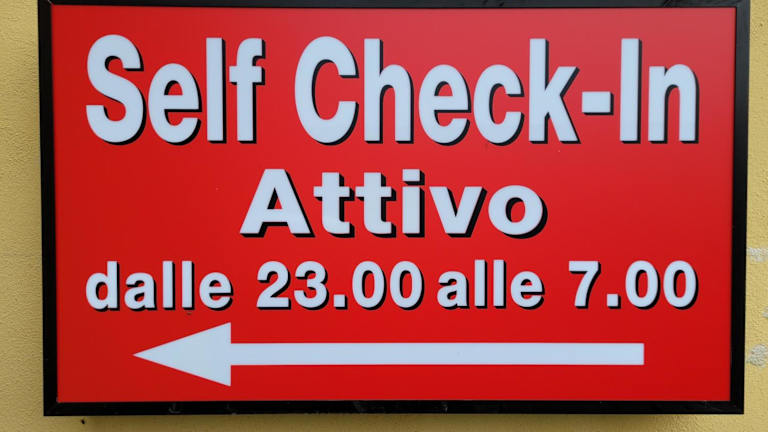 Self Check-In
Attivo
dalle 23.00 alle 7.00